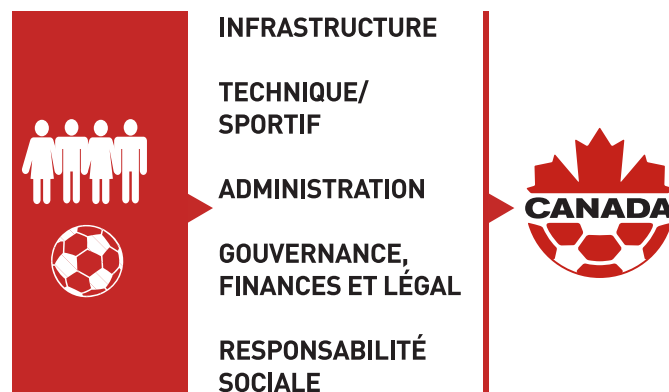 INFRASTRUCTURE
TECHNIQUE/
SPORTIF
ADMINISTRATION
GOUVERNANCE,
FINANCES ET LÉGAL
RESPONSABILITÉ
SOCIALE
CANADA